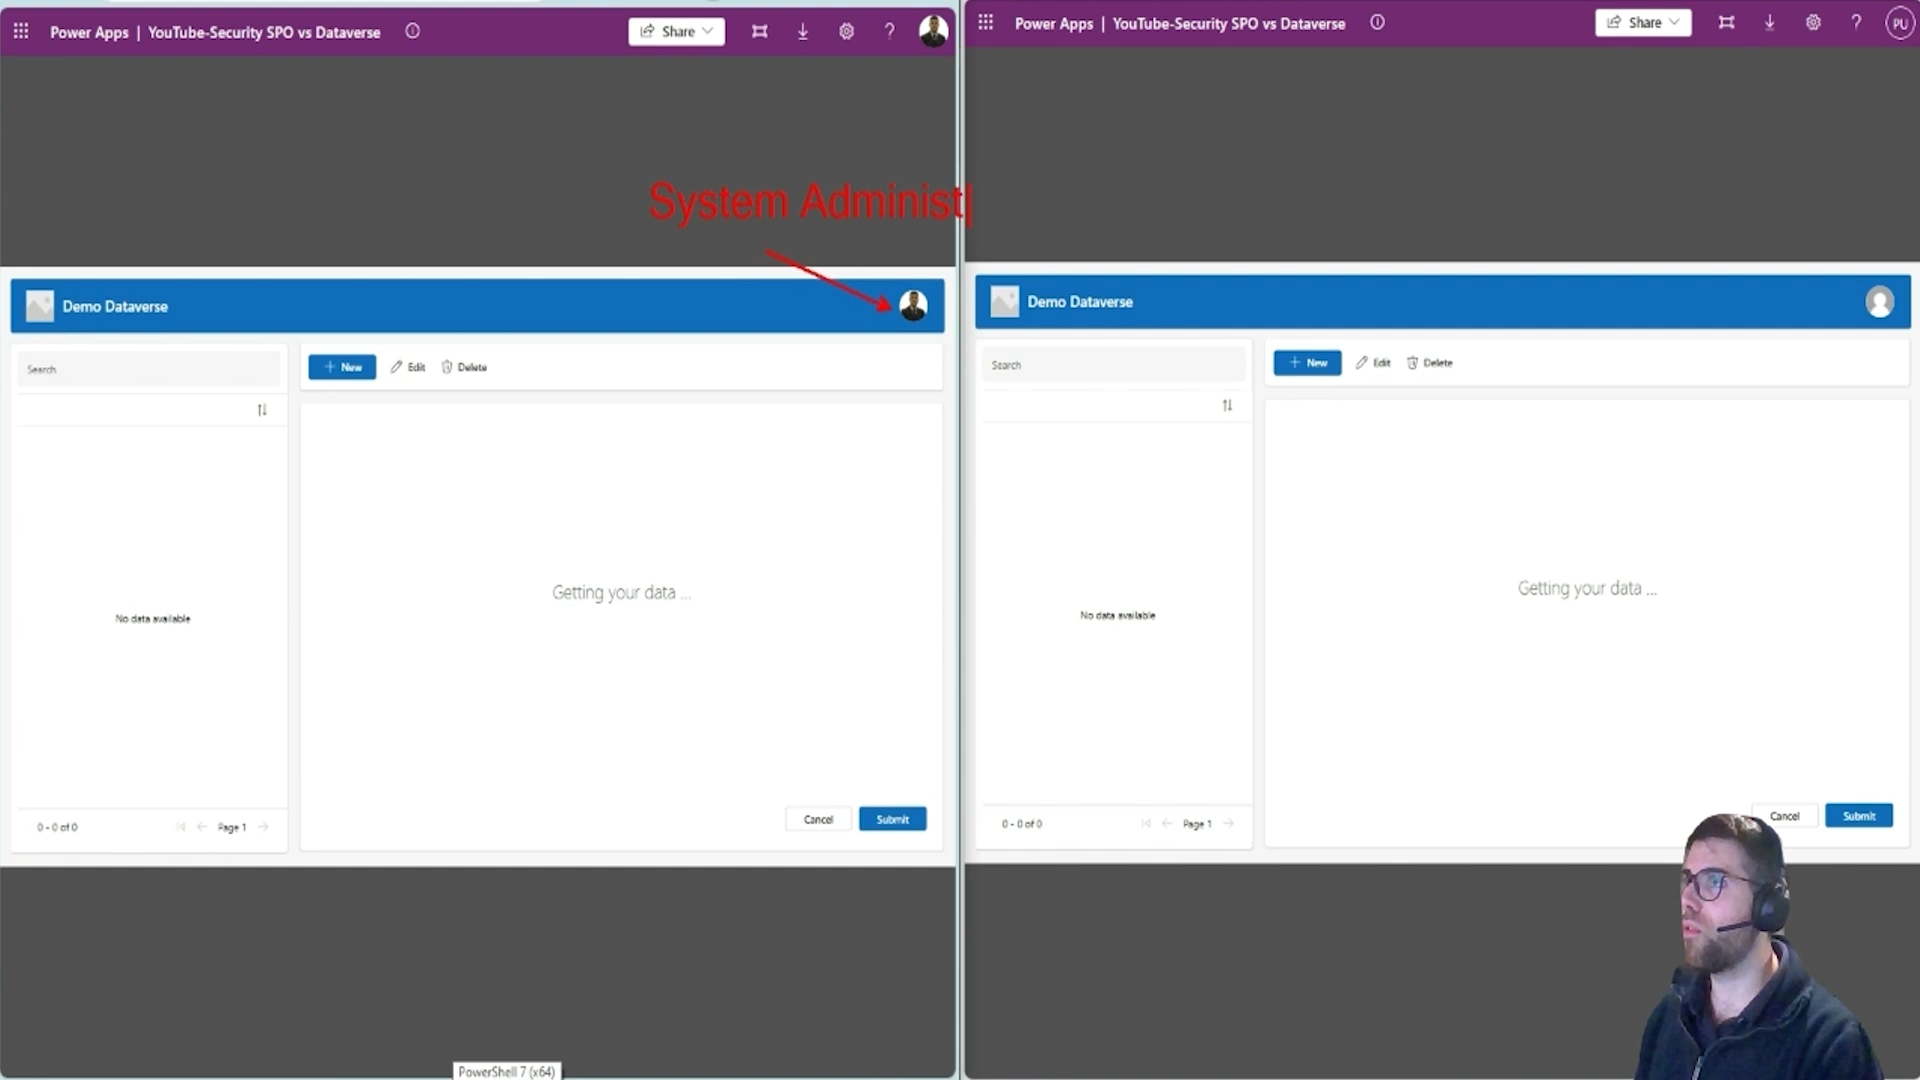 Power Apps | YouTube-Security SPO vs Dataverse
Share
?
System Administ
Demo Dataverse
Search
New
Edit
Delete
No data available
Getting your data ...
0 - 0 of 0
Page 1
Cancel
Submit
PowerShell 7 (x64)
Power Apps | YouTube-Security SPO vs Dataverse
Share
?
PU
Demo Dataverse
Search
New
Edit
Delete
No data available
Getting your data ...
0 - 0 of 0
Page 1
Cancel
Submit